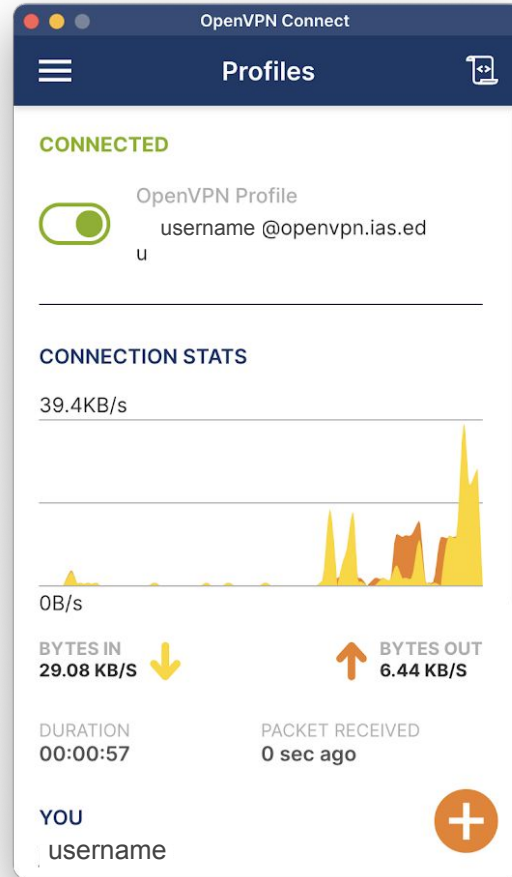 OpenVPN Connect
Profiles
CONNECTED
OpenVPN Profile
username @openvpn.ias.ed
u
CONNECTION STATS
39.4KB/s
0B/s
BYTES IN
29.08 KB/S
BYTES OUT
6.44 KB/S
DURATION
00:00:57
PACKET RECEIVED
0 sec ago
YOU
username